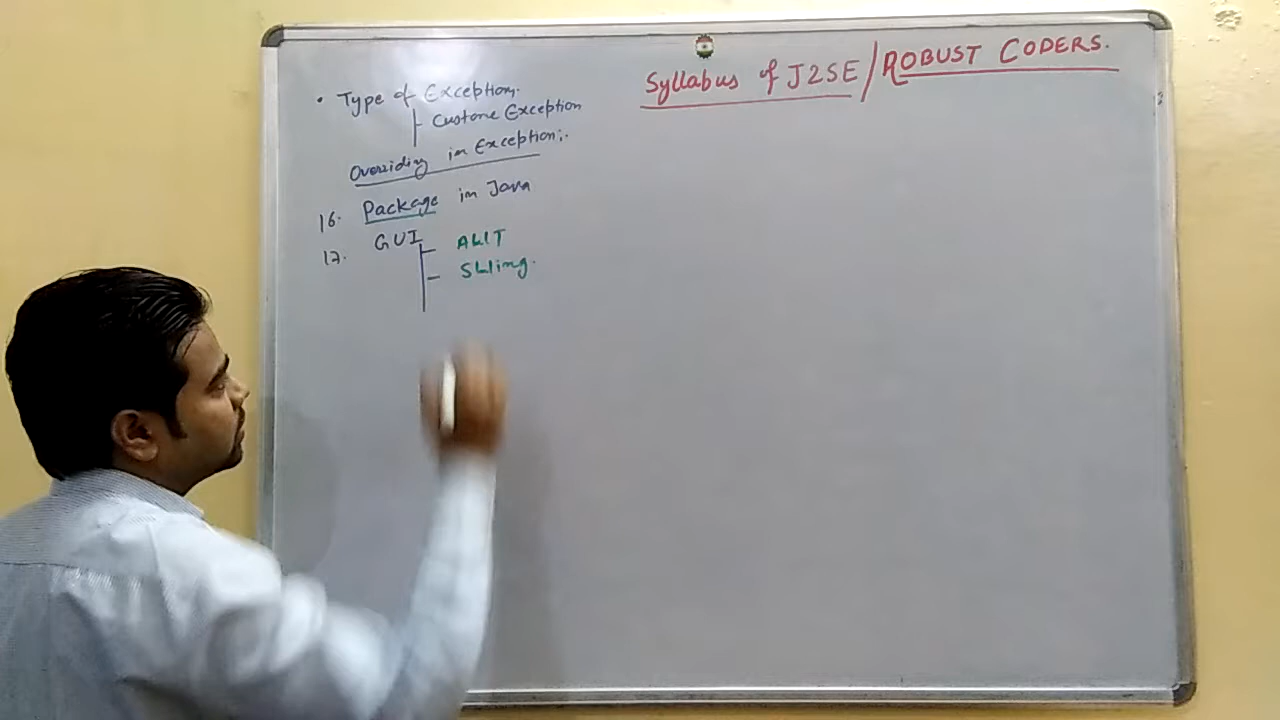 Syllabus of J2SE / ROBUST CODERS.
• Type of Exception.
Custone Exception
Overriding in Exception:.
16. Package in Java
17. GUI
AWT
Swing.